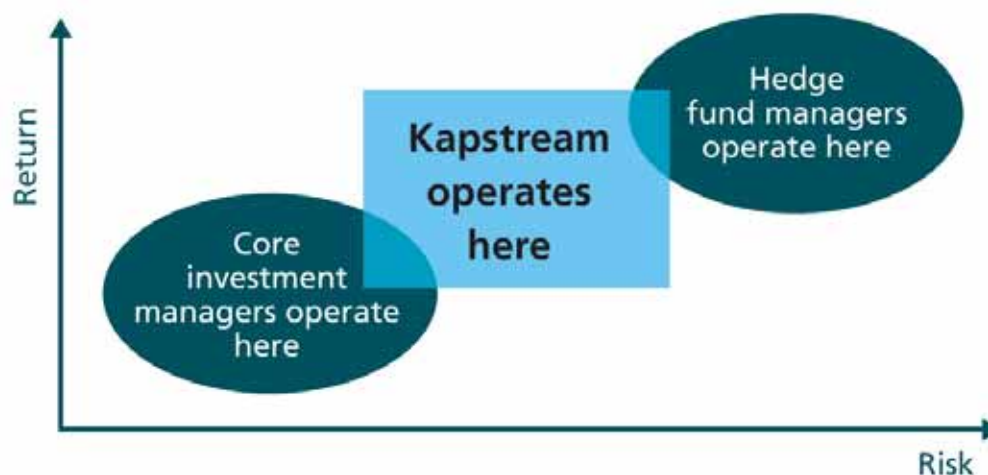 Return
Hedge
fund managers
operate here
Kapstream
operates
here
Core
investment
managers operate
here
Risk